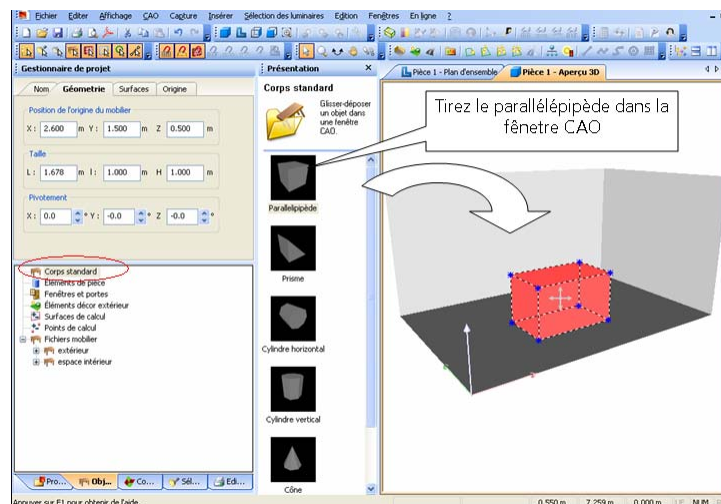 Fichier Editer Affichage CAO Capture Insérer Sélection des luminaires Edition Fenêtres En ligne ?
Gestionnaire de projet
Nom Géometrie Surfaces Origine
Position de l'origine du mobilier
X : 2.600 m Y : 1.500 m Z 0.500 m
Taille
L : 1.678 m l : 1.000 m H 1.000 m
Pivotement
X : 0.0 ° Y : -0.0 ° Z -0.0 °
Corps standard
Éléments de pièce
Fenêtres et portes
Éléments décor extérieur
Surfaces de calcul
Points de calcul
Fichiers mobilier
extérieur
espace intérieur
Pro... Obj... Co... Sél... Edi...
Appuyer sur F1 pour obtenir de l'aide.
Présentation X
Corps standard
Glisser-déposer
un objet dans
une fenêtre
CAO.
Parallélipipède
Prisme
Cylindre horizontal
Cylindre vertical
Cône
Pièce 1 - Plan d'ensemble Pièce 1 - Aperçu 3D
Tirez le parallélépipède dans la
fênetre CAO
0.550 m 7.259 m 0.000 m UF NUM